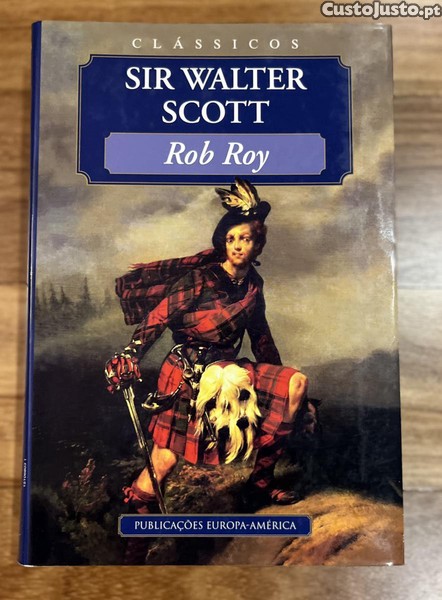 CustoJusto.pt
CLÁSSICOS
SIR WALTER
SCOTT
Rob Roy
PUBLICAÇÕES EUROPA-AMÉRICA